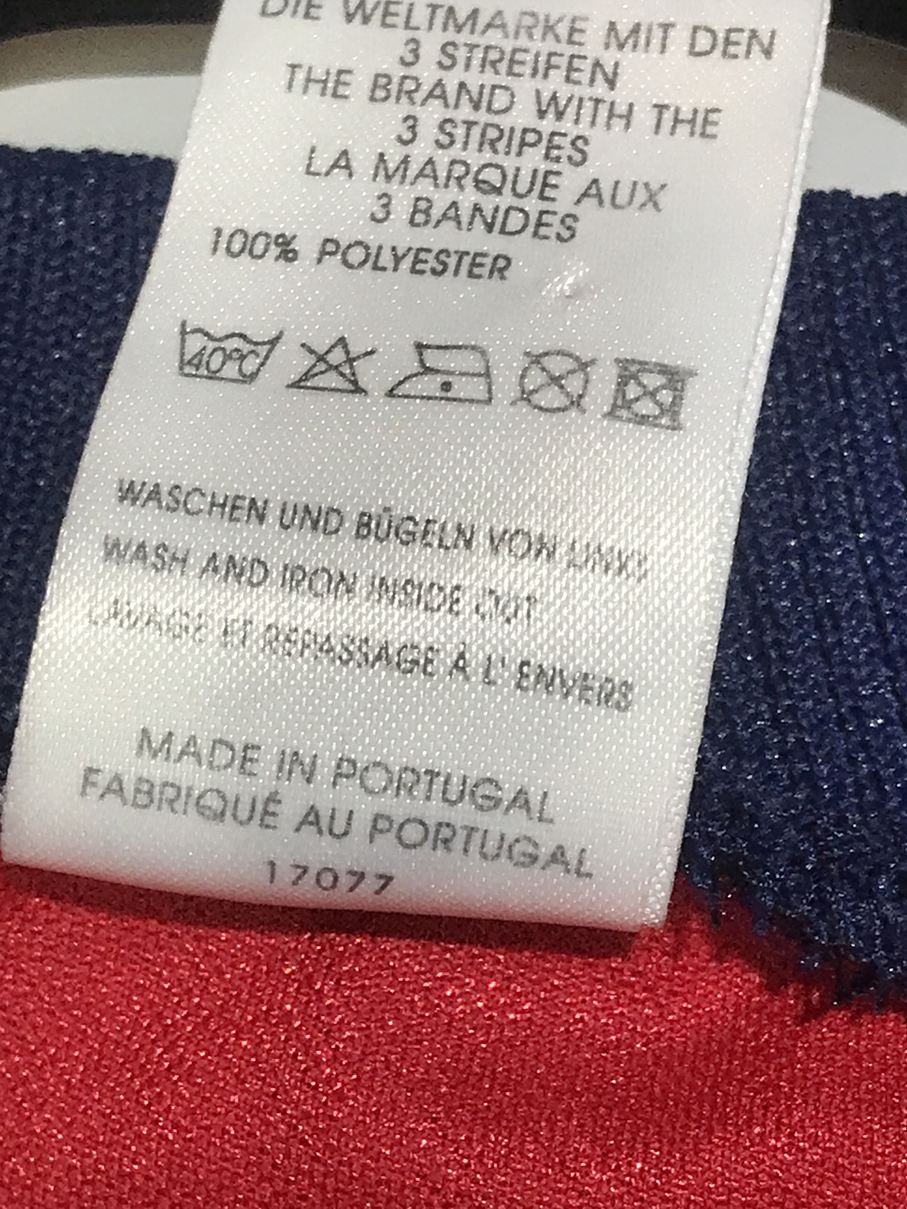 DIE WELTMARKE MIT DEN
3 STREIFEN
THE BRAND WITH THE
3 STRIPES
LA MARQUE AUX
3 BANDES
100% POLYESTER
40°C
WASCHEN UND BÜGELN VON LINKS
WASH AND IRON INSIDE OUT
LAVAGE ET REPASSAGE À L' ENVERS
MADE IN PORTUGAL
FABRIQUÉ AU PORTUGAL
17077